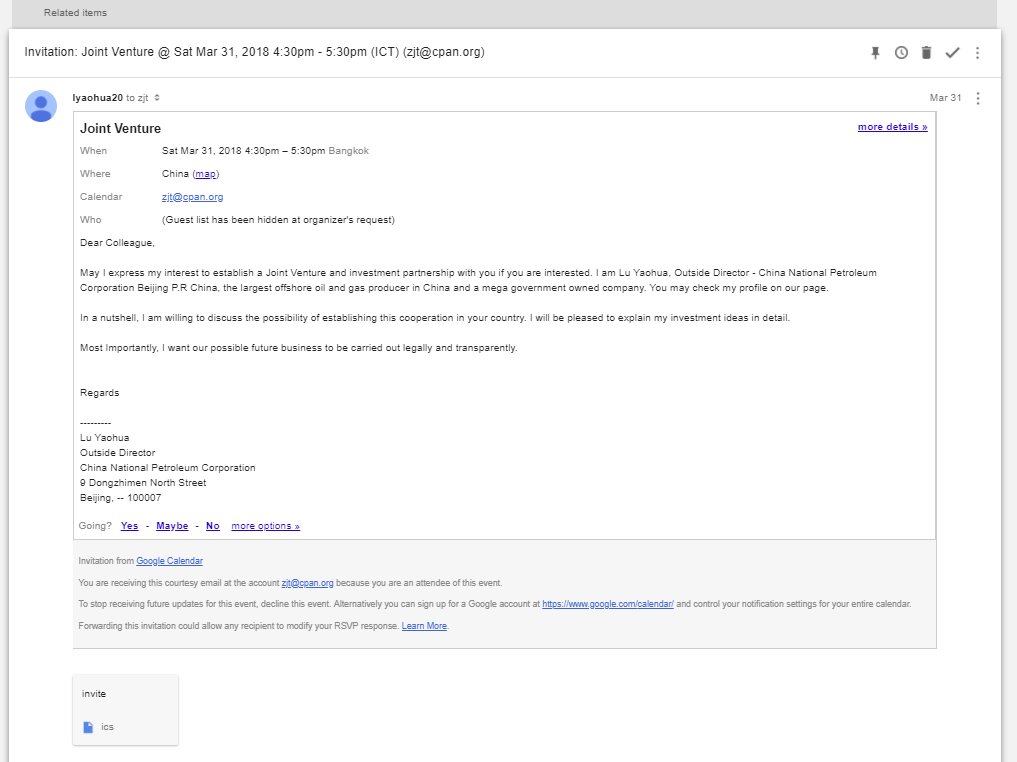 Related items
Invitation: Joint Venture @ Sat Mar 31, 2018 4:30pm - 5:30pm (ICT) (zjt@cpan.org)
lyaohua20 to zjt
Mar 31
Joint Venture
more details »
When Sat Mar 31, 2018 4:30pm – 5:30pm Bangkok
Where China (map)
Calendar zjt@cpan.org
Who (Guest list has been hidden at organizer's request)
Dear Colleague,
May I express my interest to establish a Joint Venture and investment partnership with you if you are interested. I am Lu Yaohua, Outside Director - China National Petroleum
Corporation Beijing P.R China, the largest offshore oil and gas producer in China and a mega government owned company. You may check my profile on our page.
In a nutshell, I am willing to discuss the possibility of establishing this cooperation in your country. I will be pleased to explain my investment ideas in detail.
Most Importantly, I want our possible future business to be carried out legally and transparently.
Regards
---------
Lu Yaohua
Outside Director
China National Petroleum Corporation
9 Dongzhimen North Street
Beijing, -- 100007
Going? Yes - Maybe - No more options »
Invitation from Google Calendar
You are receiving this courtesy email at the account zjt@cpan.org because you are an attendee of this event.
To stop receiving future updates for this event, decline this event. Alternatively you can sign up for a Google account at https://www.google.com/calendar/ and control your notification settings for your entire calendar.
Forwarding this invitation could allow any recipient to modify your RSVP response. Learn More.
invite
ics